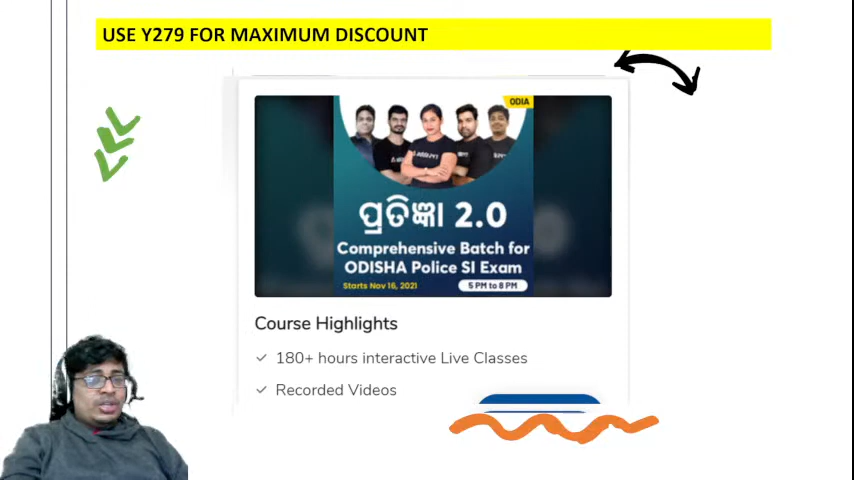 USE Y279 FOR MAXIMUM DISCOUNT
ODIA
ପ୍ରତିଜ୍ଞା 2.0
Comprehensive Batch for
ODISHA Police SI Exam
Starts Nov 16, 2021
5 PM to 8 PM
Course Highlights
180+ hours interactive Live Classes
Recorded Videos